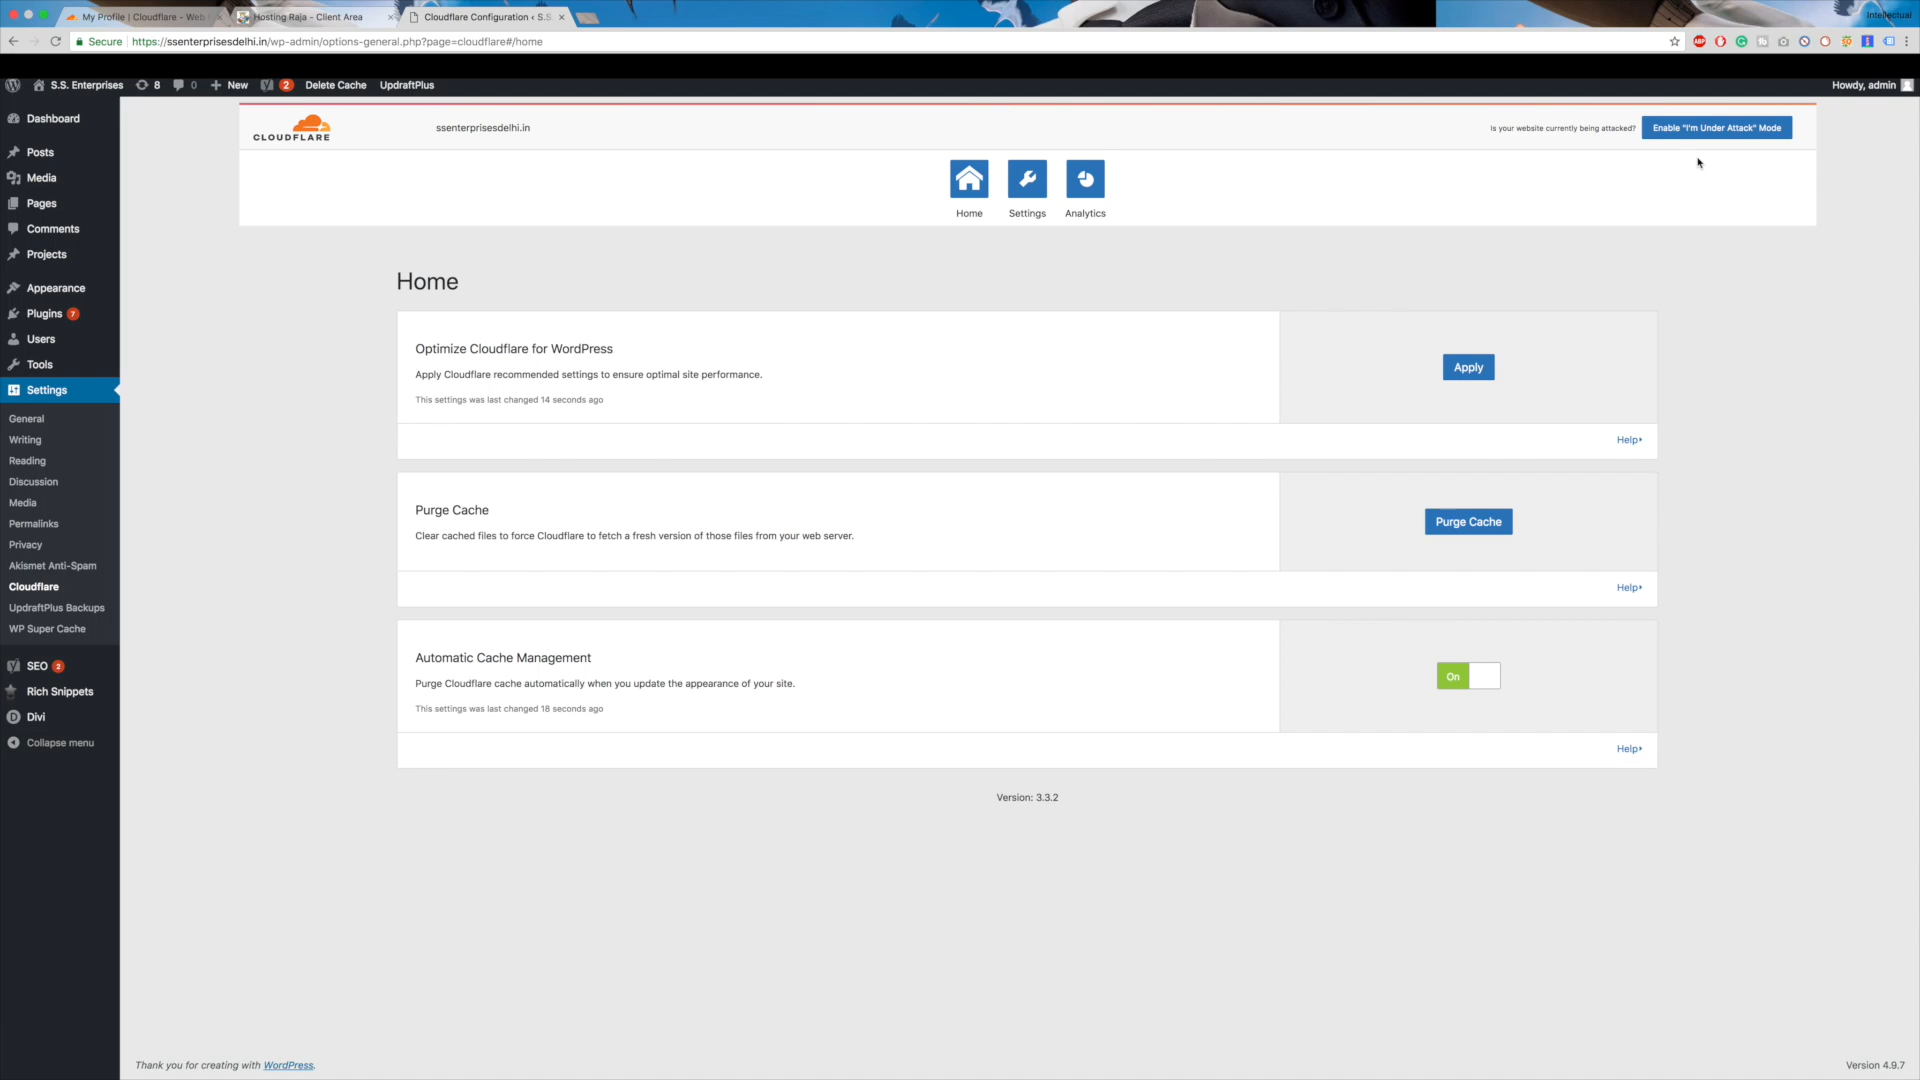 My Profile | Cloudflare - Web
Hosting Raja - Client Area
Cloudflare Configuration ‹ S.S.
Intellectual
Secure
https://ssenterprisesdelhi.in/wp-admin/options-general.php?page=cloudflare#/home
ABP
S.S. Enterprises
8
0
New
2
Delete Cache
UpdraftPlus
Howdy, admin
Dashboard
Posts
Media
Pages
Comments
Projects
Appearance
Plugins 7
Users
Tools
Settings
General
Writing
Reading
Discussion
Media
Permalinks
Privacy
Akismet Anti-Spam
Cloudflare
UpdraftPlus Backups
WP Super Cache
SEO 2
Rich Snippets
Divi
Collapse menu
CLOUDFLARE
ssenterprisesdelhi.in
Is your website currently being attacked?
Enable "I'm Under Attack" Mode
Home
Settings
Analytics
Home
Optimize Cloudflare for WordPress
Apply Cloudflare recommended settings to ensure optimal site performance.
This settings was last changed 14 seconds ago
Apply
Help
Purge Cache
Clear cached files to force Cloudflare to fetch a fresh version of those files from your web server.
Purge Cache
Help
Automatic Cache Management
Purge Cloudflare cache automatically when you update the appearance of your site.
This settings was last changed 18 seconds ago
On
Help
Version: 3.3.2
Thank you for creating with WordPress.
Version 4.9.7